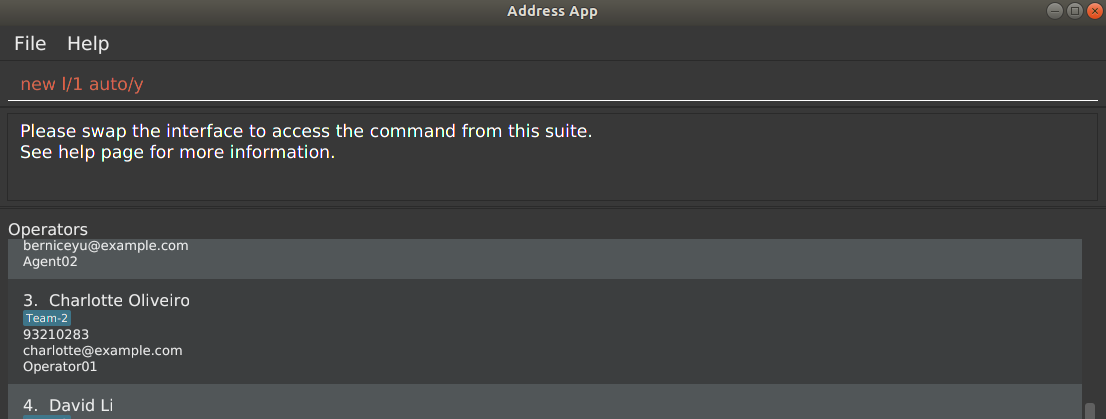 Address App
File Help
new l/1 auto/y
Please swap the interface to access the command from this suite.
See help page for more information.
Operators
berniceyu@example.com
Agent02
3. Charlotte Oliveiro
Team-2
93210283
charlotte@example.com
Operator01
4. David Li